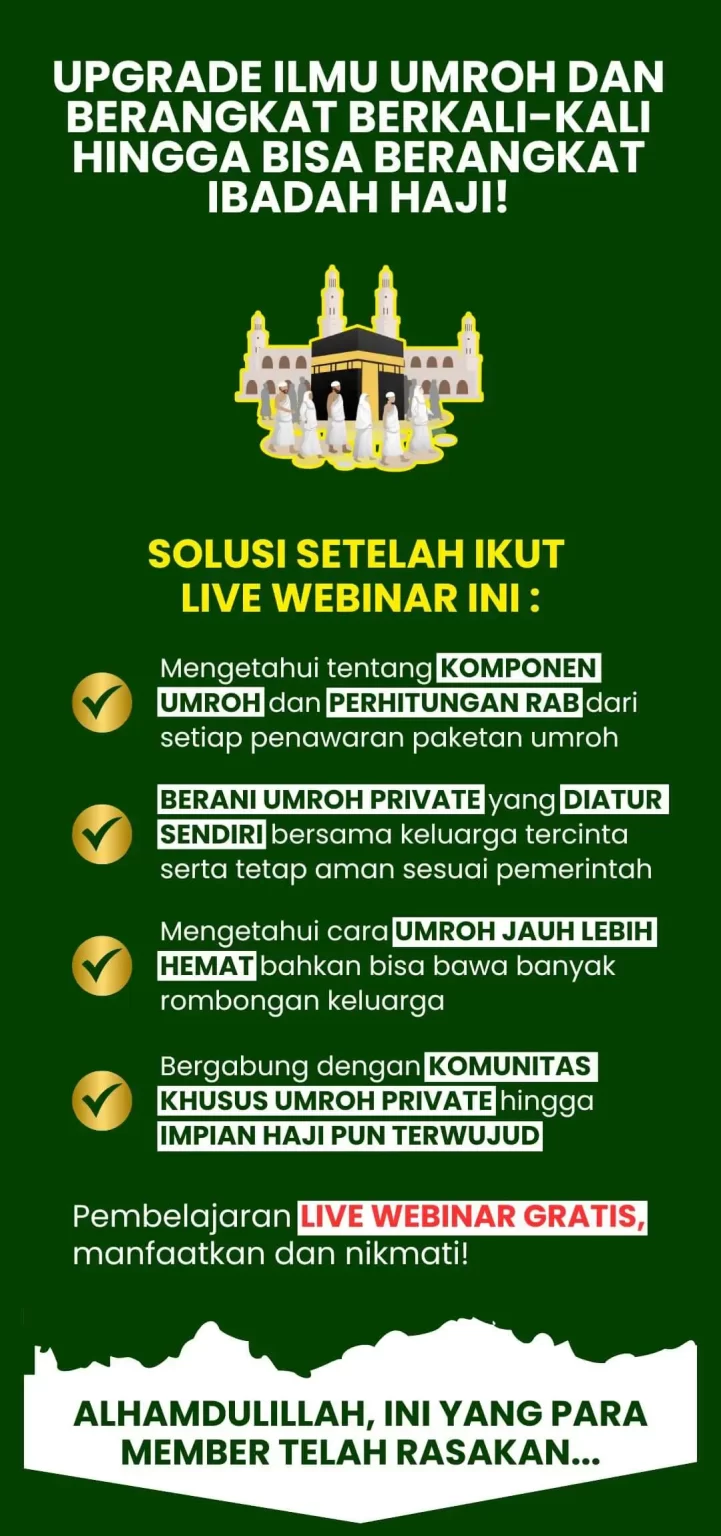 UPGRADE ILMU UMROH DAN
BERANGKAT BERKALI-KALI
HINGGA BISA BERANGKAT
IBADAH HAJI!
SOLUSI SETELAH IKUT
LIVE WEBINAR INI :
Mengetahui tentang KOMPONEN
UMROH dan PERHITUNGAN RAB dari
setiap penawaran paketan umroh
BERANI UMROH PRIVATE yang DIATUR
SENDIRI bersama keluarga tercinta
serta tetap aman sesuai pemerintah
Mengetahui cara UMROH JAUH LEBIH
HEMAT bahkan bisa bawa banyak
rombongan keluarga
Bergabung dengan KOMUNITAS
KHUSUS UMROH PRIVATE hingga
IMPIAN HAJI PUN TERWUJUD
Pembelajaran LIVE WEBINAR GRATIS,
manfaatkan dan nikmati!
ALHAMDULILLAH, INI YANG PARA
MEMBER TELAH RASAKAN...